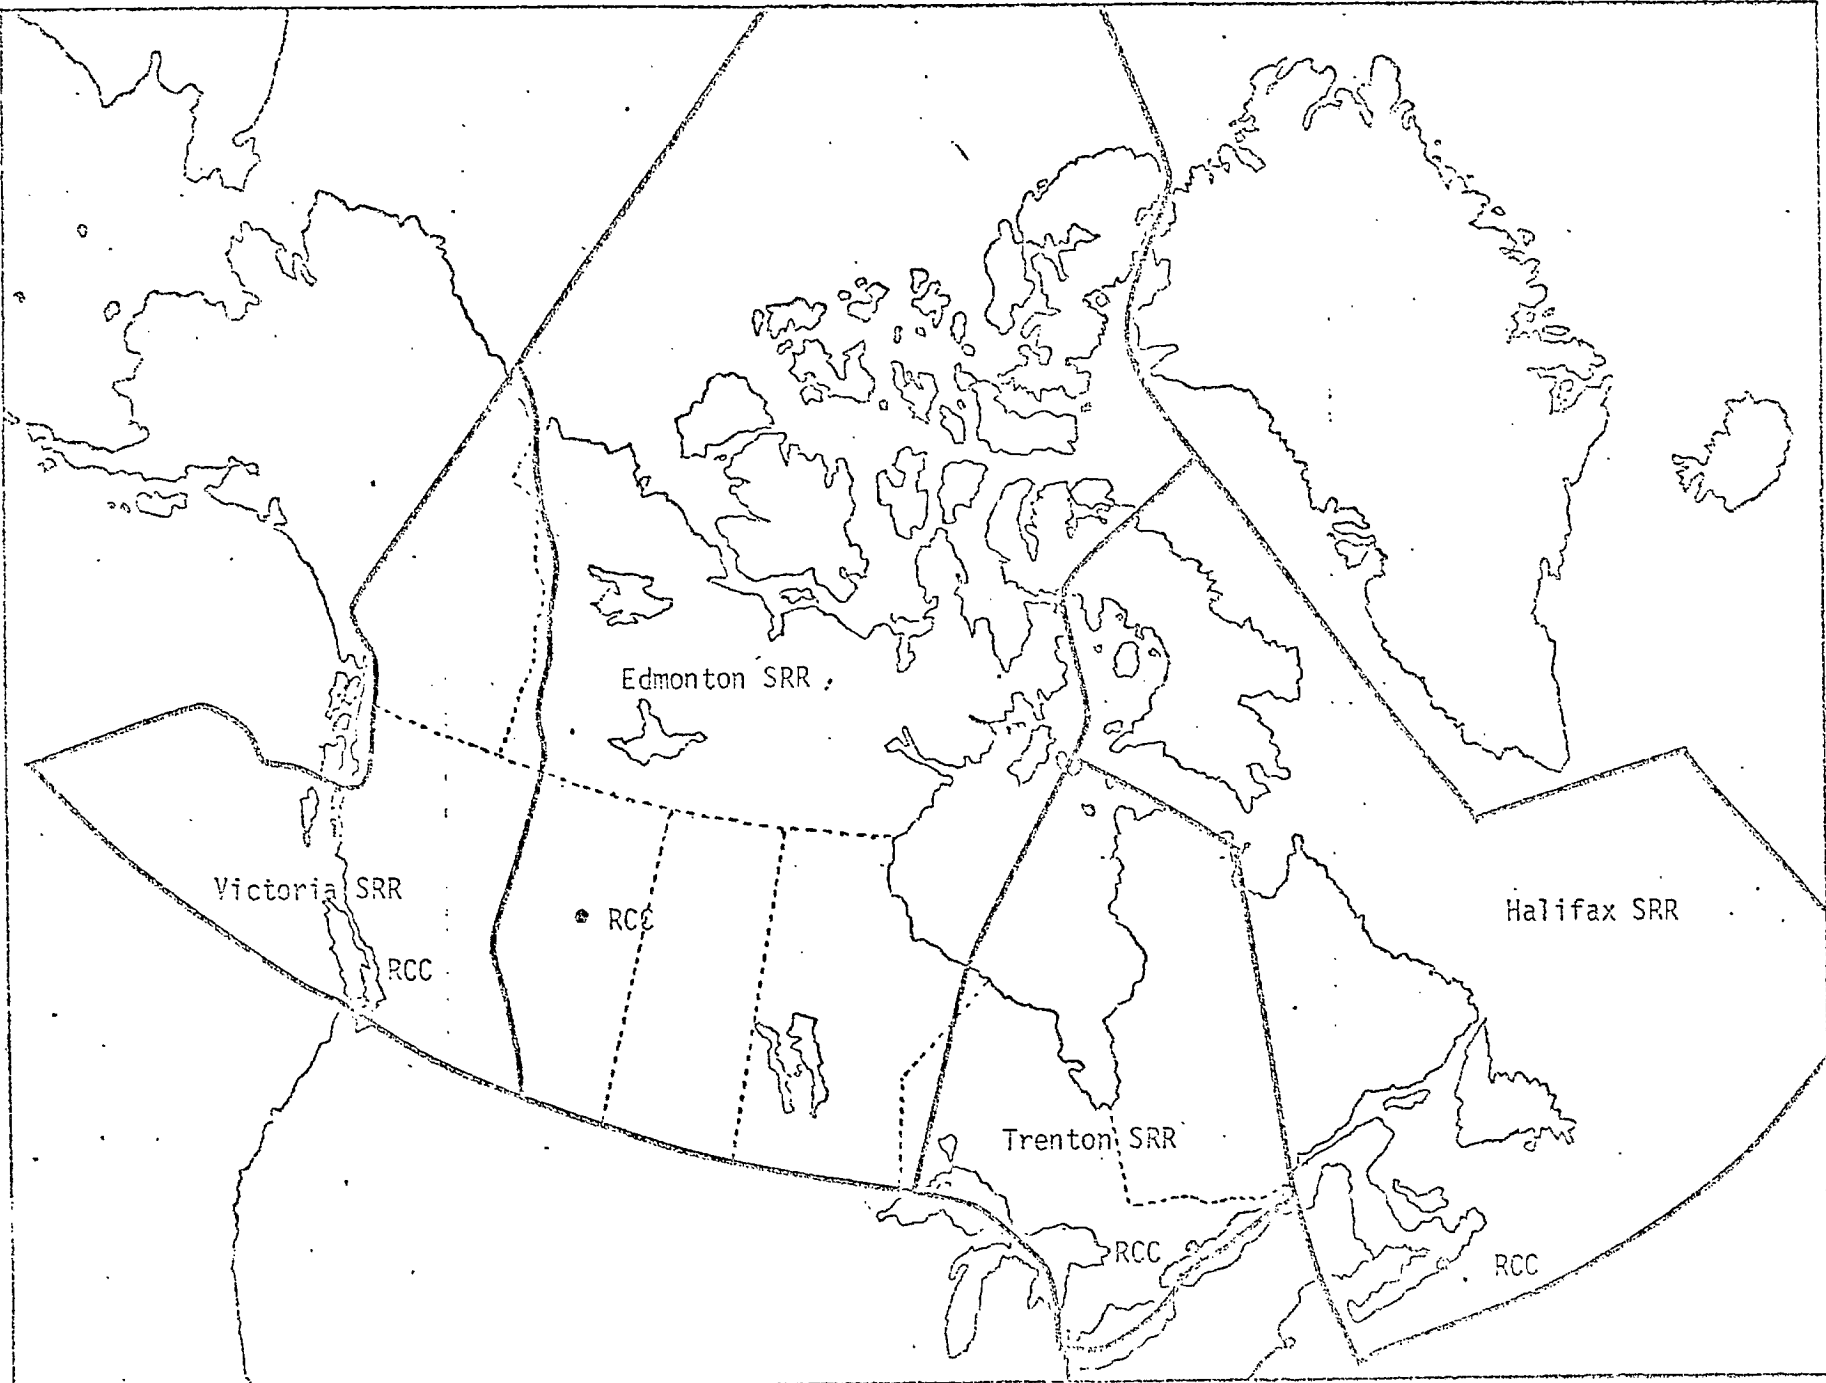 Edmonton SRR
Victoria SRR
RCC
Halifax SRR
RCC
Trenton SRR
RCC
RCC